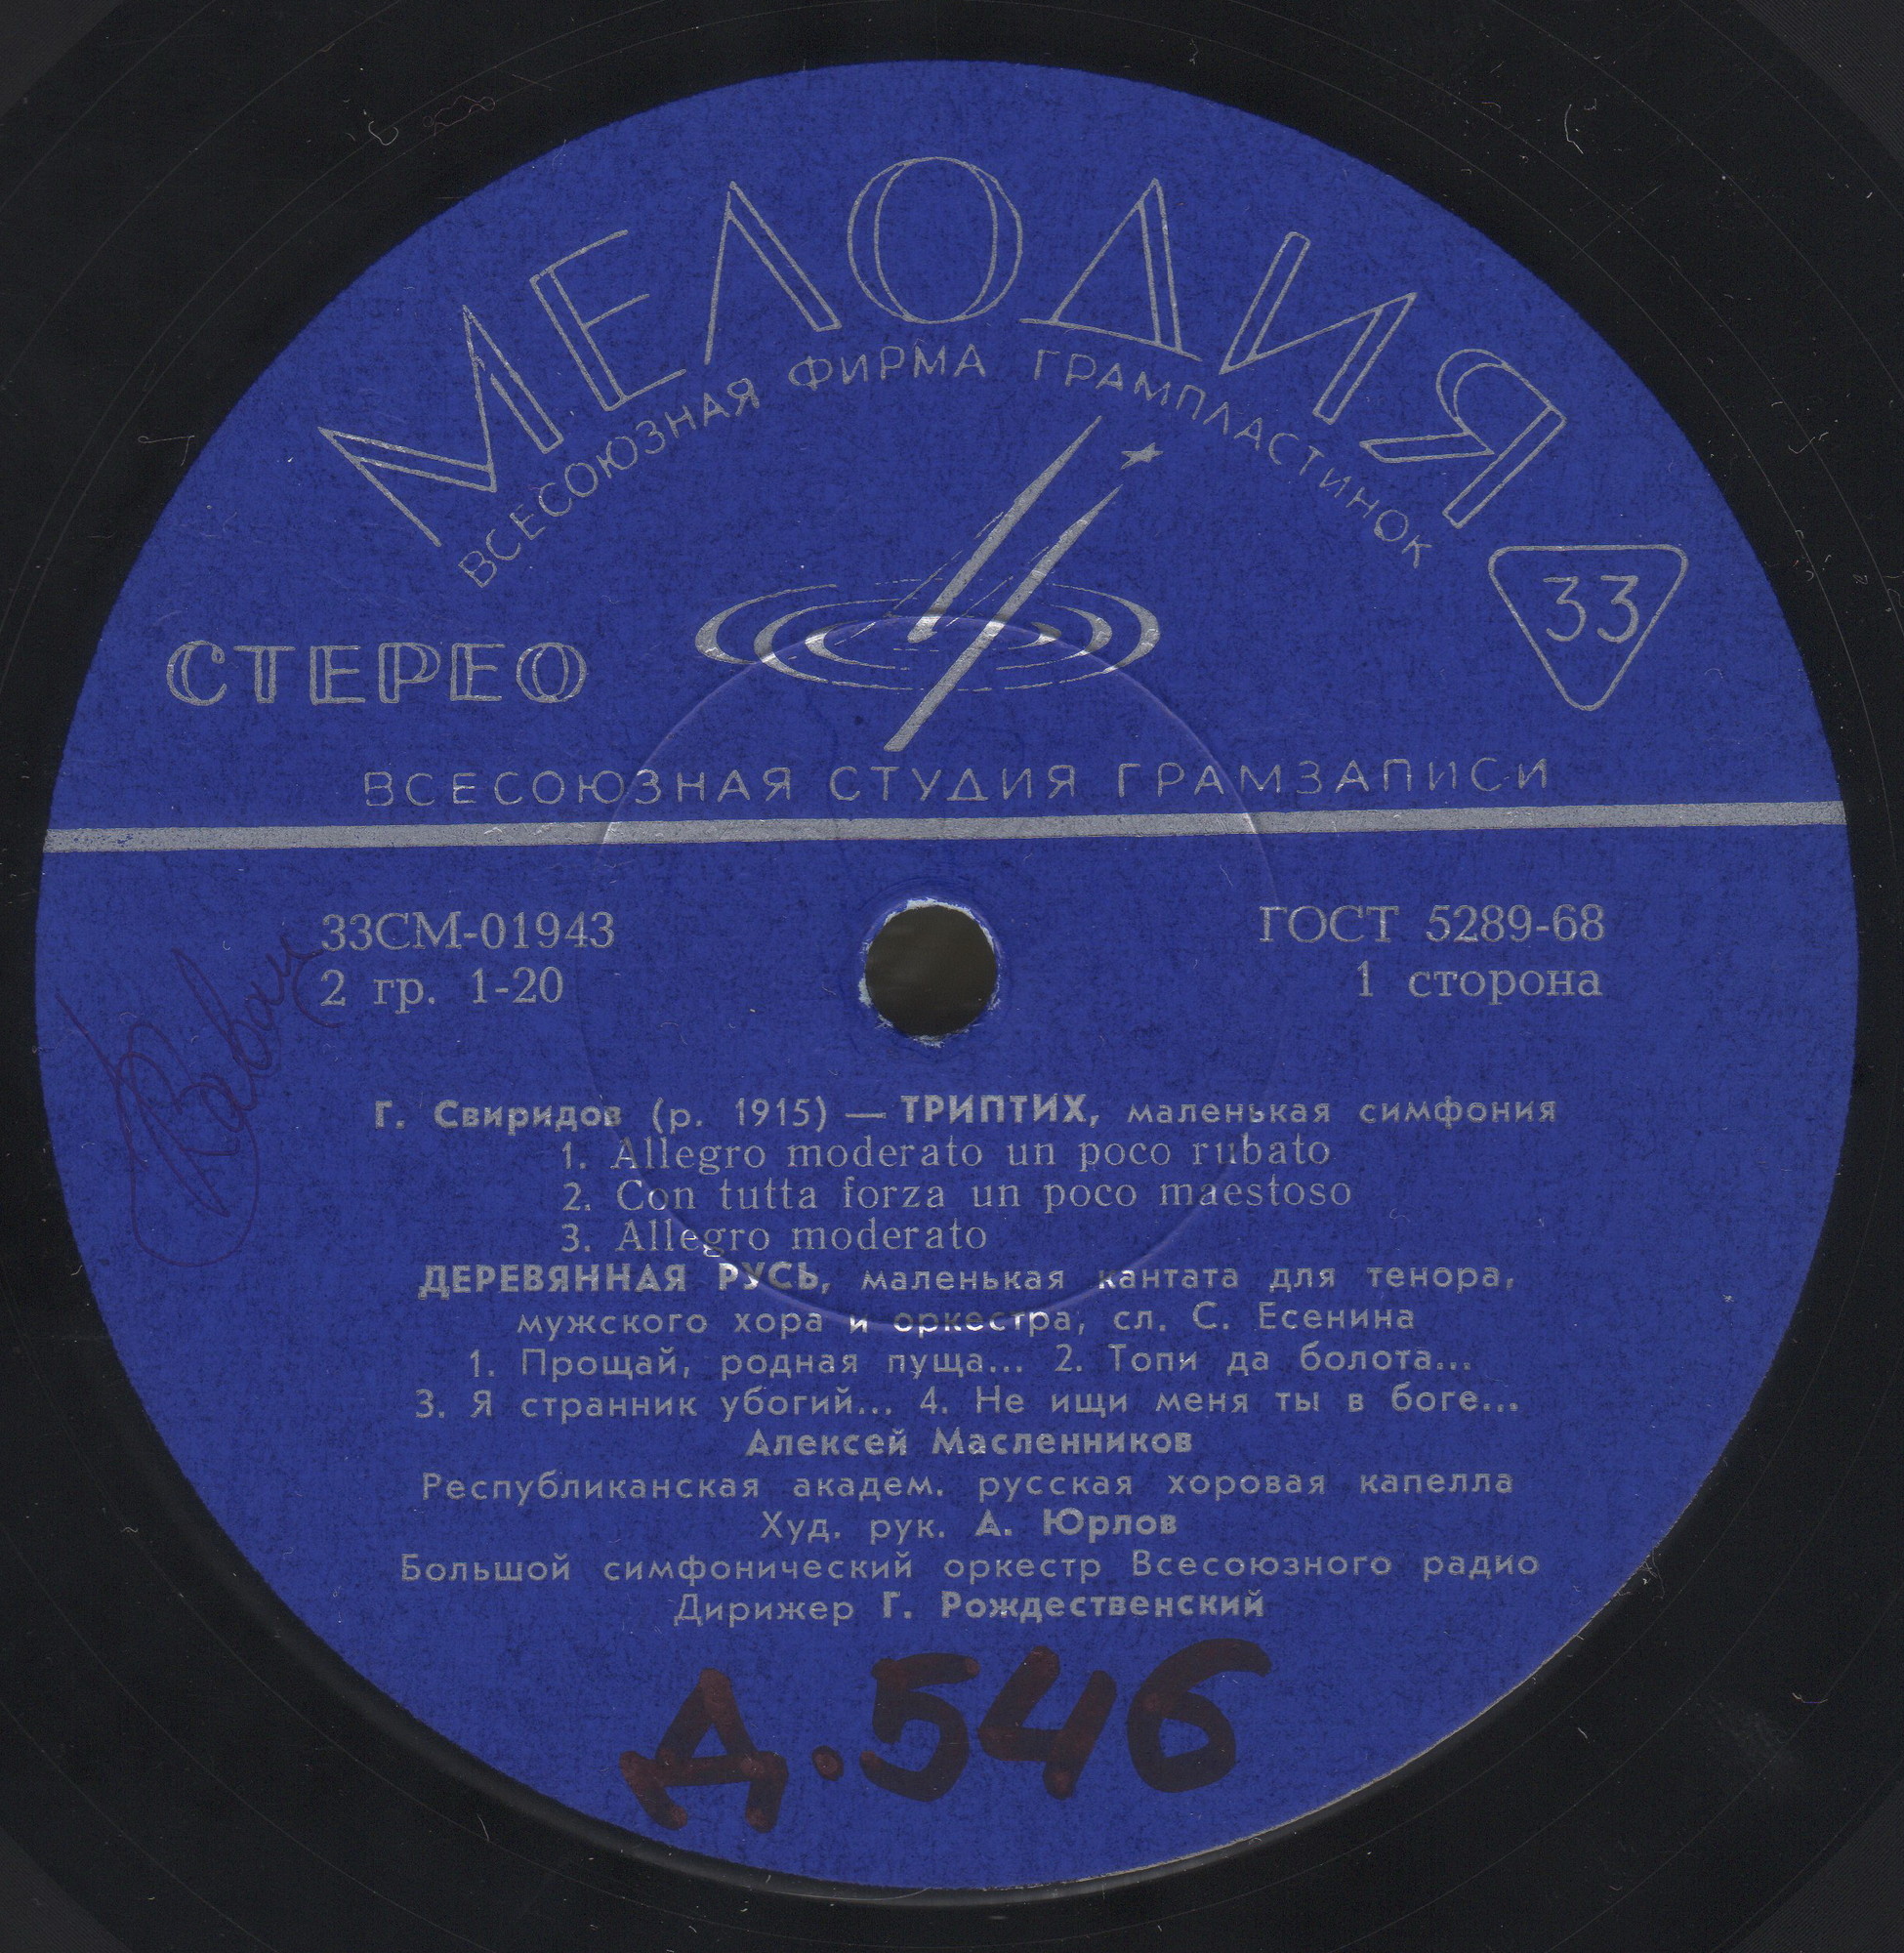 МЕЛОДИЯ
ВСЕСОЮЗНАЯ ФИРМА ГРАМПЛАСТИНОК
33
СТЕРЕО
ВСЕСОЮЗНАЯ СТУДИЯ ГРАМЗАПИСИ
33СМ-01943
ГОСТ 5289-68
2 гр. 1-20
1 сторона
Г. Свиридов (р. 1915) — ТРИПТИХ, маленькая симфония
1. Allegro moderato un poco rubato
2. Con tutta forza un poco maestoso
3. Allegro moderato
ДЕРЕВЯННАЯ РУСЬ, маленькая кантата для тенора,
мужского хора и оркестра, сл. С. Есенина
1. Прощай, родная пуща... 2. Топи да болота...
3. Я странник убогий... 4. Не ищи меня ты в боге...
Алексей Масленников
Республиканская академ. русская хоровая капелла
Худ. рук. А. Юрлов
Большой симфонический оркестр Всесоюзного радио
Дирижер Г. Рождественский
Д.546